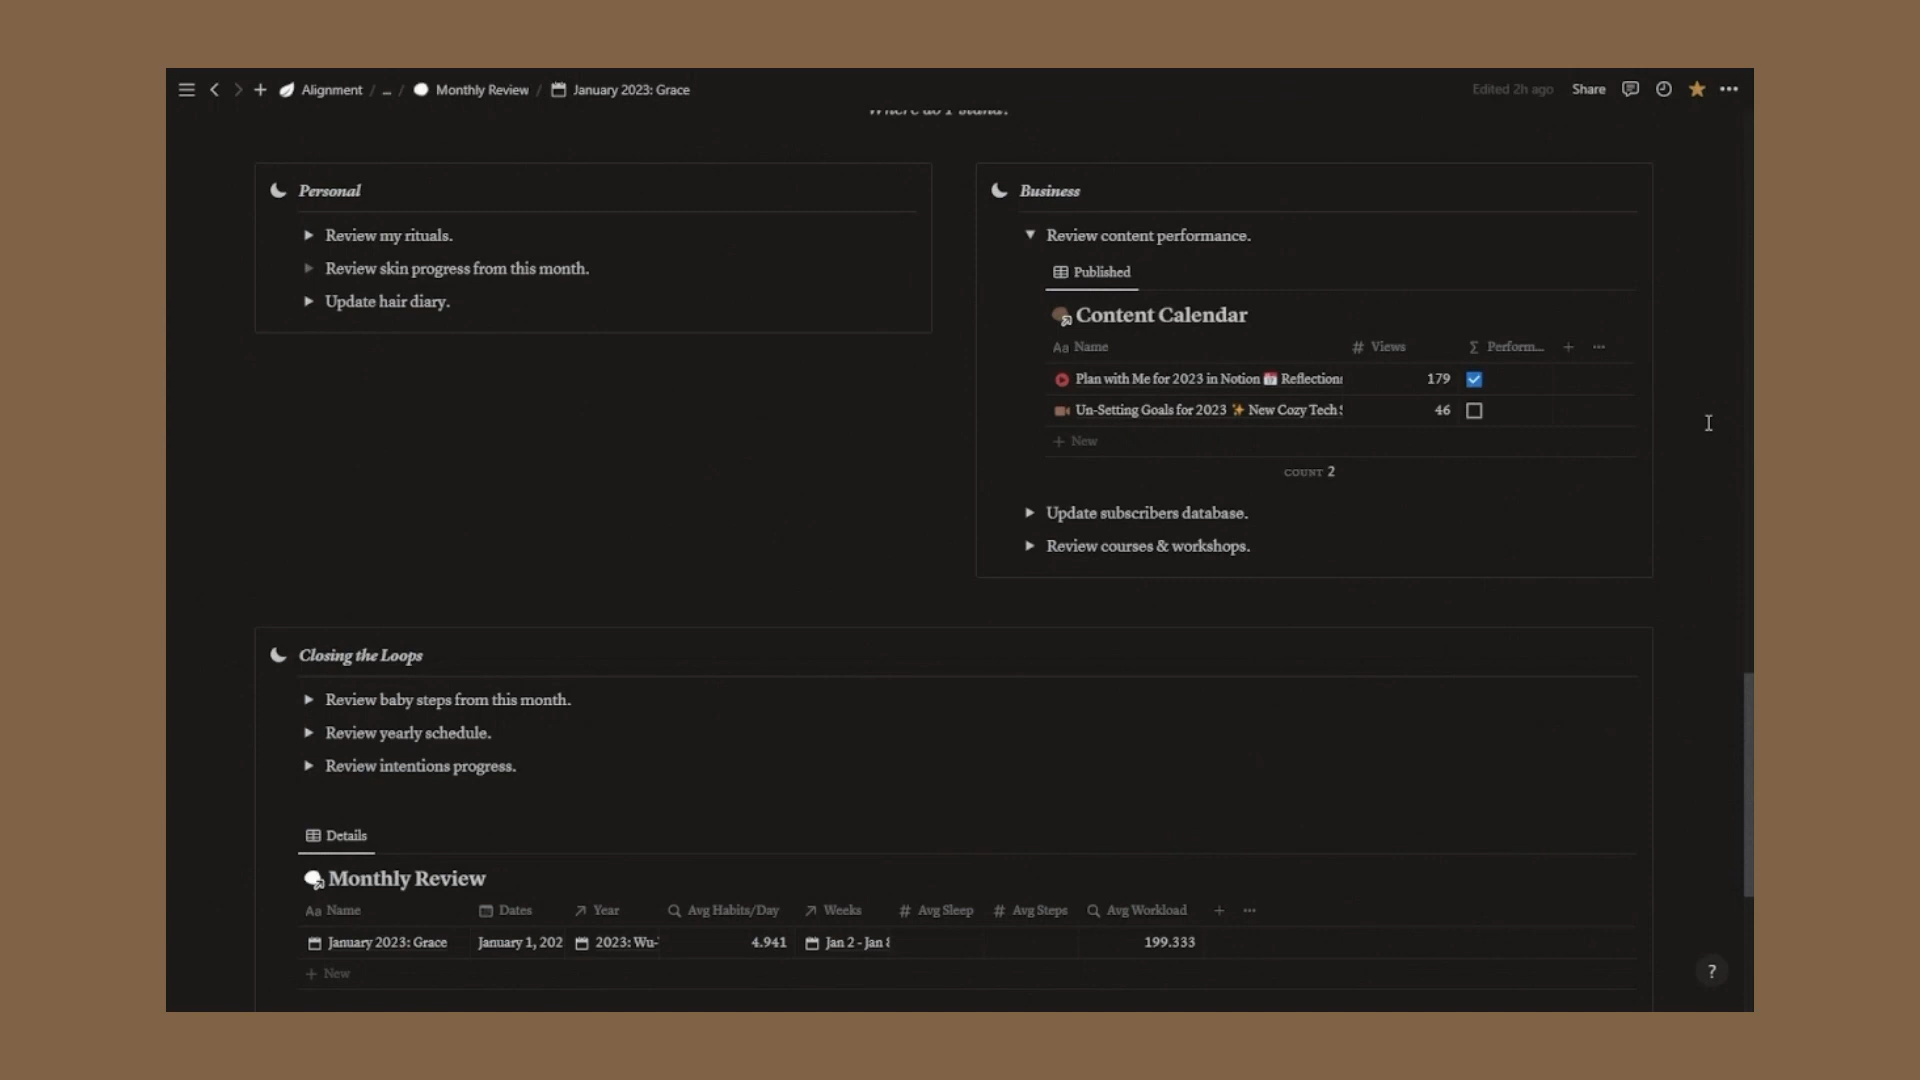 Alignment / ... / Monthly Review / January 2023: Grace
Edited 2h ago Share
Where do I stand?
Personal
Review my rituals.
Review skin progress from this month.
Update hair diary.
Business
Review content performance.
Published
Content Calendar
Aa Name # Views Σ Perform...
Plan with Me for 2023 in Notion 📅 Reflection 179
Un-Setting Goals for 2023 ✨ New Cozy Tech 46
+ New
COUNT 2
Update subscribers database.
Review courses & workshops.
Closing the Loops
Review baby steps from this month.
Review yearly schedule.
Review intentions progress.
Details
Monthly Review
Aa Name Dates Year Avg Habits/Day Weeks # Avg Sleep # Avg Steps Avg Workload
January 2023: Grace January 1, 202 2023: Wu- 4.941 Jan 2 - Jan 199.333
+ New
?